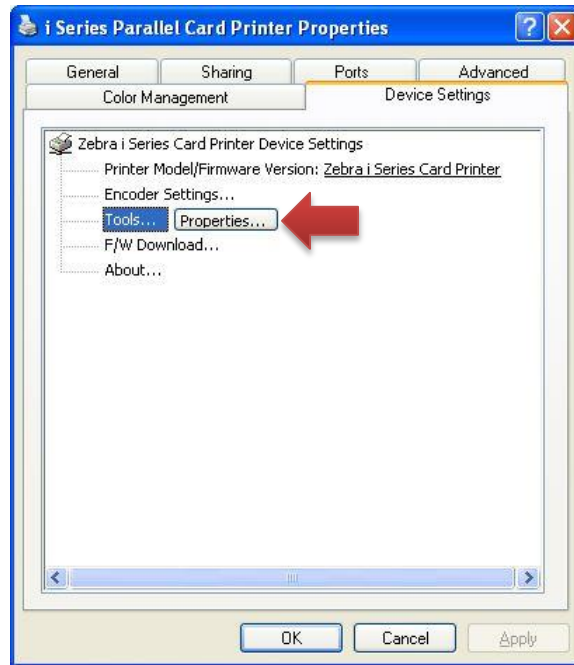 i Series Parallel Card Printer Properties
General Sharing Ports Advanced
Color Management Device Settings
Zebra i Series Card Printer Device Settings
Printer Model/Firmware Version: Zebra i Series Card Printer
Encoder Settings...
Tools... Properties...
F/W Download...
About...
OK Cancel Apply